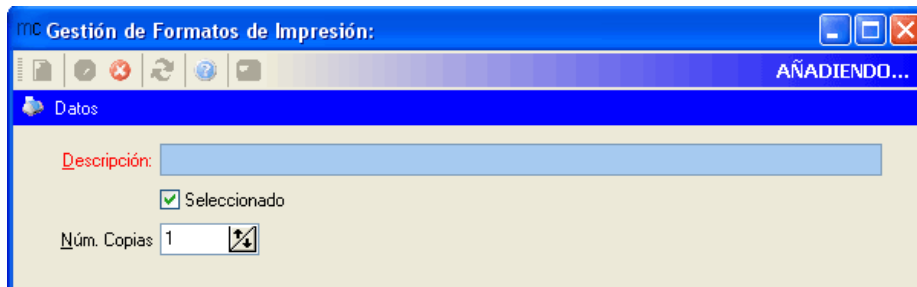 mc Gestión de Formatos de Impresión:
AÑADIENDO...
Datos
Descripción:
Seleccionado
Núm. Copias 1